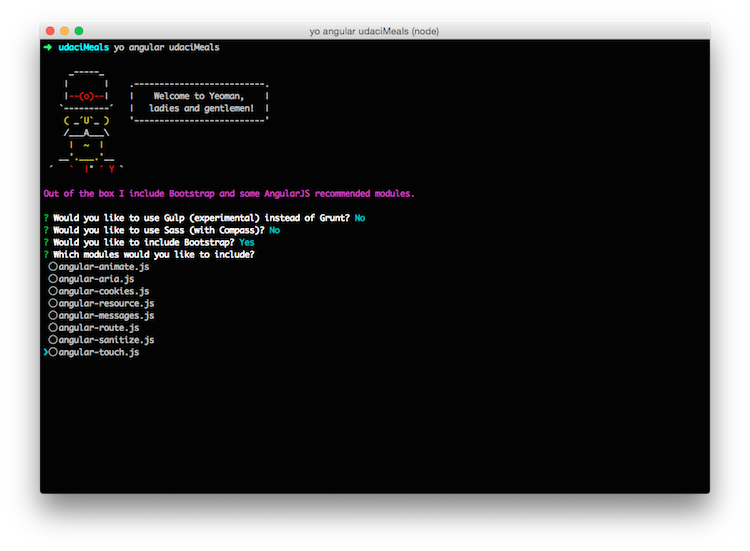 yo angular udaciMeals (node)
➜ udaciMeals yo angular udaciMeals
Welcome to Yeoman,
ladies and gentlemen!
Out of the box I include Bootstrap and some AngularJS recommended modules.
? Would you like to use Gulp (experimental) instead of Grunt? No
? Would you like to use Sass (with Compass)? No
? Would you like to include Bootstrap? Yes
? Which modules would you like to include?
◯angular-animate.js
◯angular-aria.js
◯angular-cookies.js
◯angular-resource.js
◯angular-messages.js
◯angular-route.js
◯angular-sanitize.js
❯◯angular-touch.js